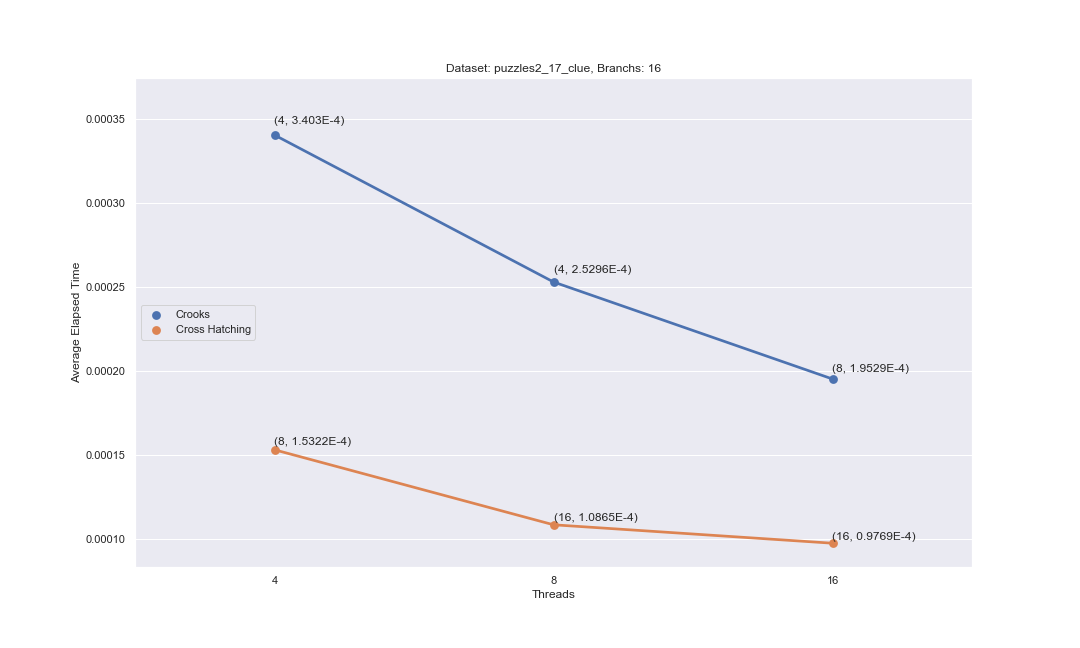 Dataset: puzzles2_17_clue, Branchs: 16
(4, 3.403E-4)
0.00035
0.00030
(4, 2.5296E-4)
0.00025
Average Elapsed Time
Crooks
Cross Hatching
0.00020
(8, 1.9529E-4)
(8, 1.5322E-4)
0.00015
(16, 1.0865E-4)
(16, 0.9769E-4)
0.00010
4 8 16
Threads